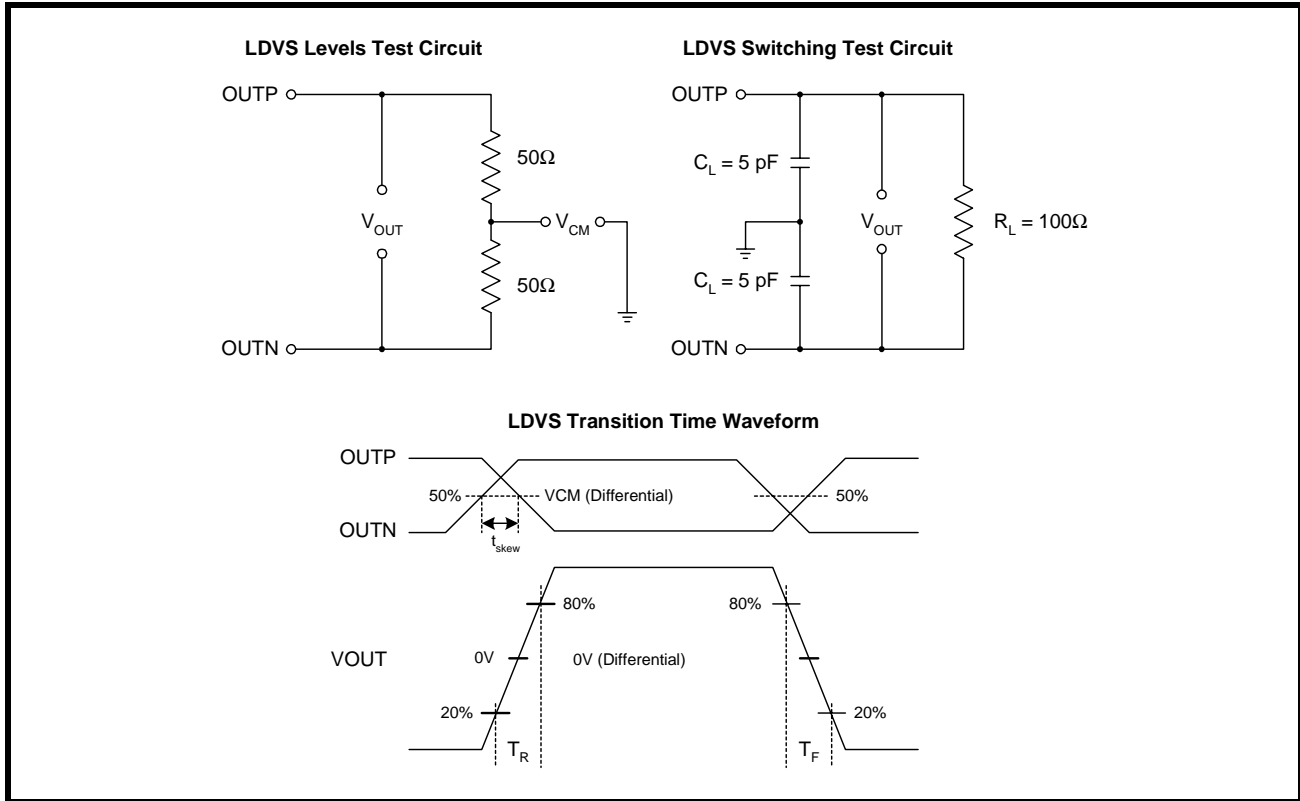 LDVS Levels Test Circuit
OUTP
50Ω
V_OUT
V_CM
50Ω
OUTN
LDVS Switching Test Circuit
OUTP
C_L = 5 pF
V_OUT
R_L = 100Ω
C_L = 5 pF
OUTN
LDVS Transition Time Waveform
OUTP
50%
VCM (Differential)
50%
OUTN
t_skew
80%
80%
VOUT
0V
0V (Differential)
20%
20%
T_R
T_F